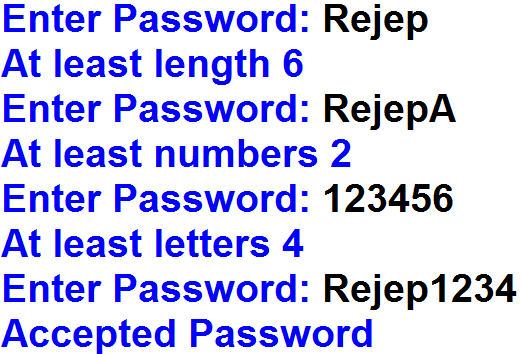 Enter Password: Rejep
At least length 6
Enter Password: RejepA
At least numbers 2
Enter Password: 123456
At least letters 4
Enter Password: Rejep1234
Accepted Password